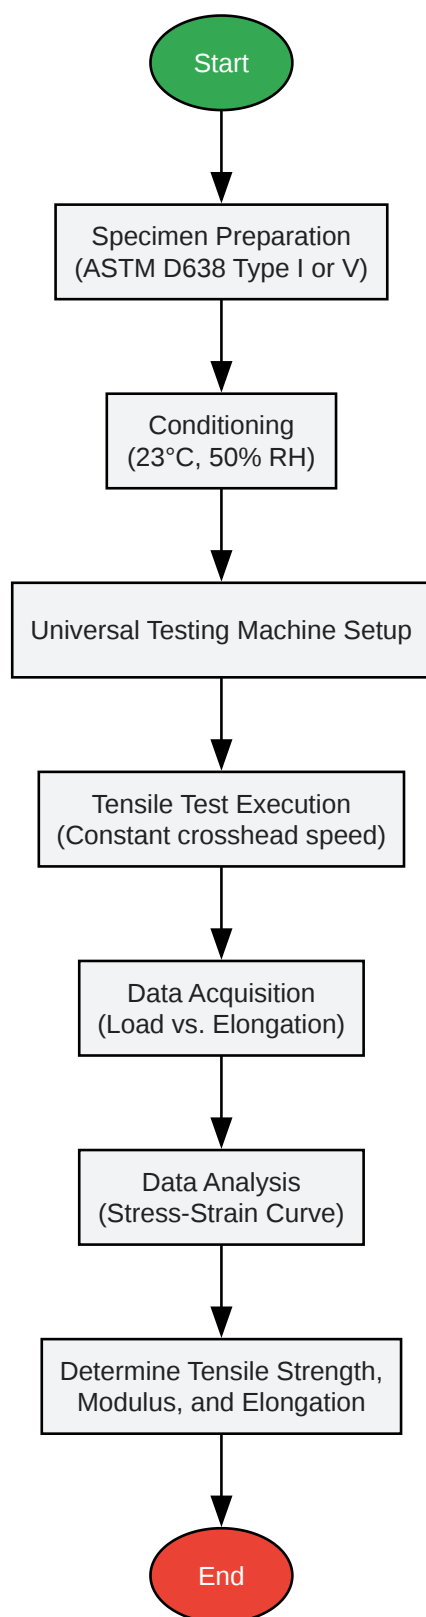 Start
Specimen Preparation
(ASTM D638 Type I or V)
Conditioning
(23°C, 50% RH)
Universal Testing Machine Setup
Tensile Test Execution
(Constant crosshead speed)
Data Acquisition
(Load vs. Elongation)
Data Analysis
(Stress-Strain Curve)
Determine Tensile Strength,
Modulus, and Elongation
End